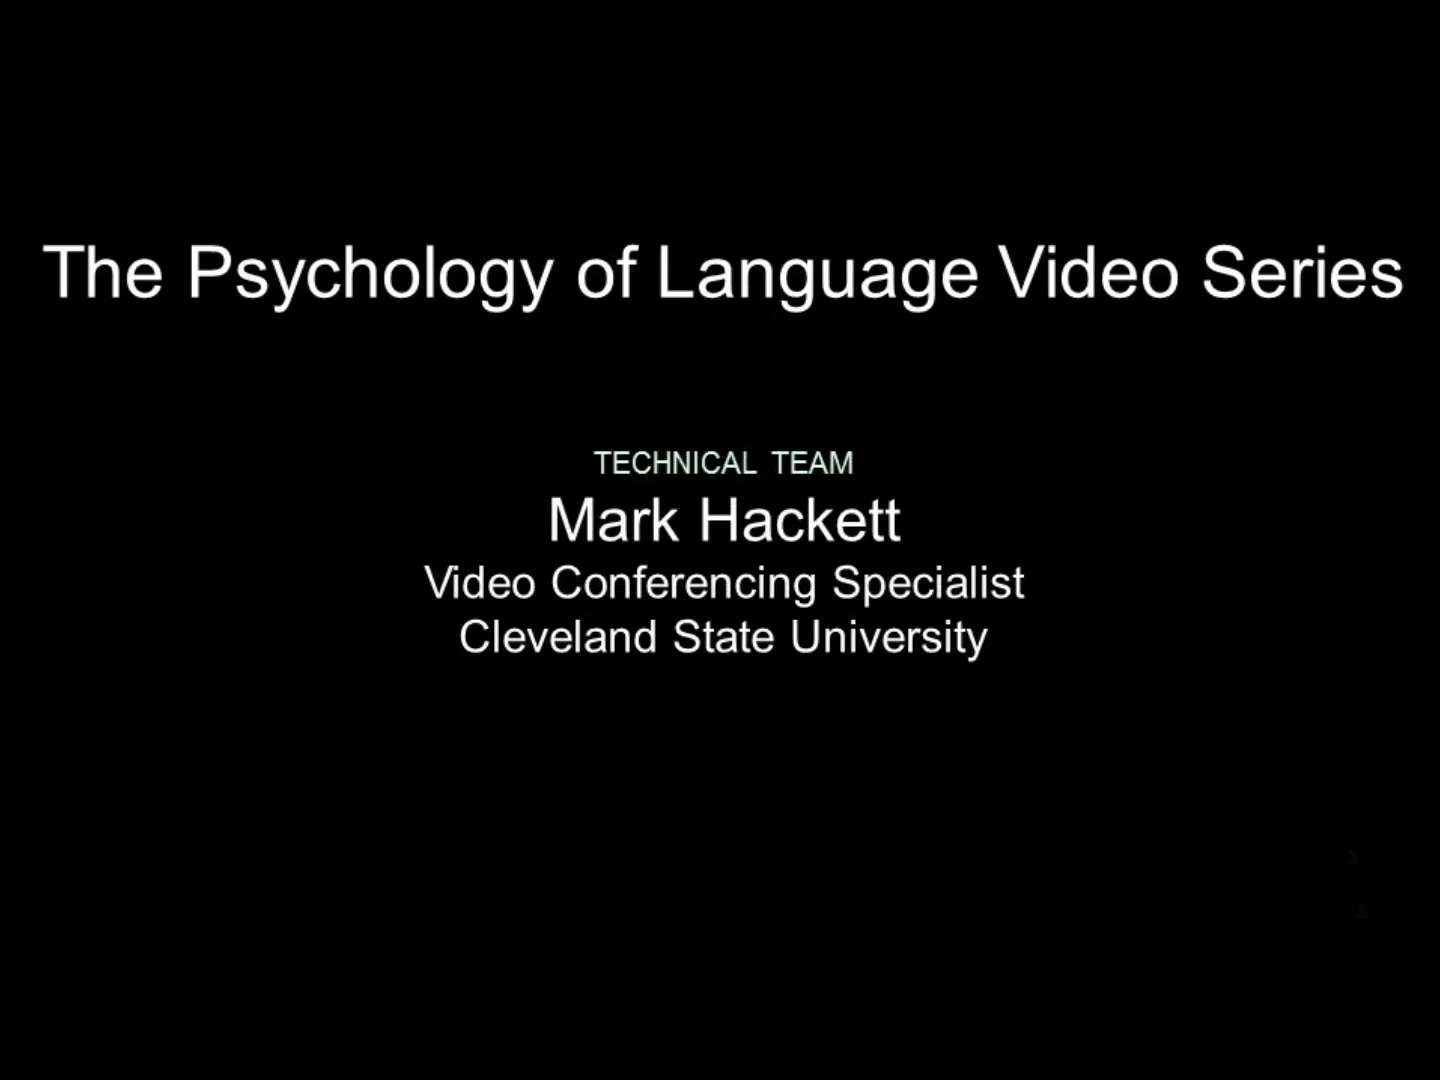 The Psychology of Language Video Series
TECHNICAL TEAM
Mark Hackett
Video Conferencing Specialist
Cleveland State University